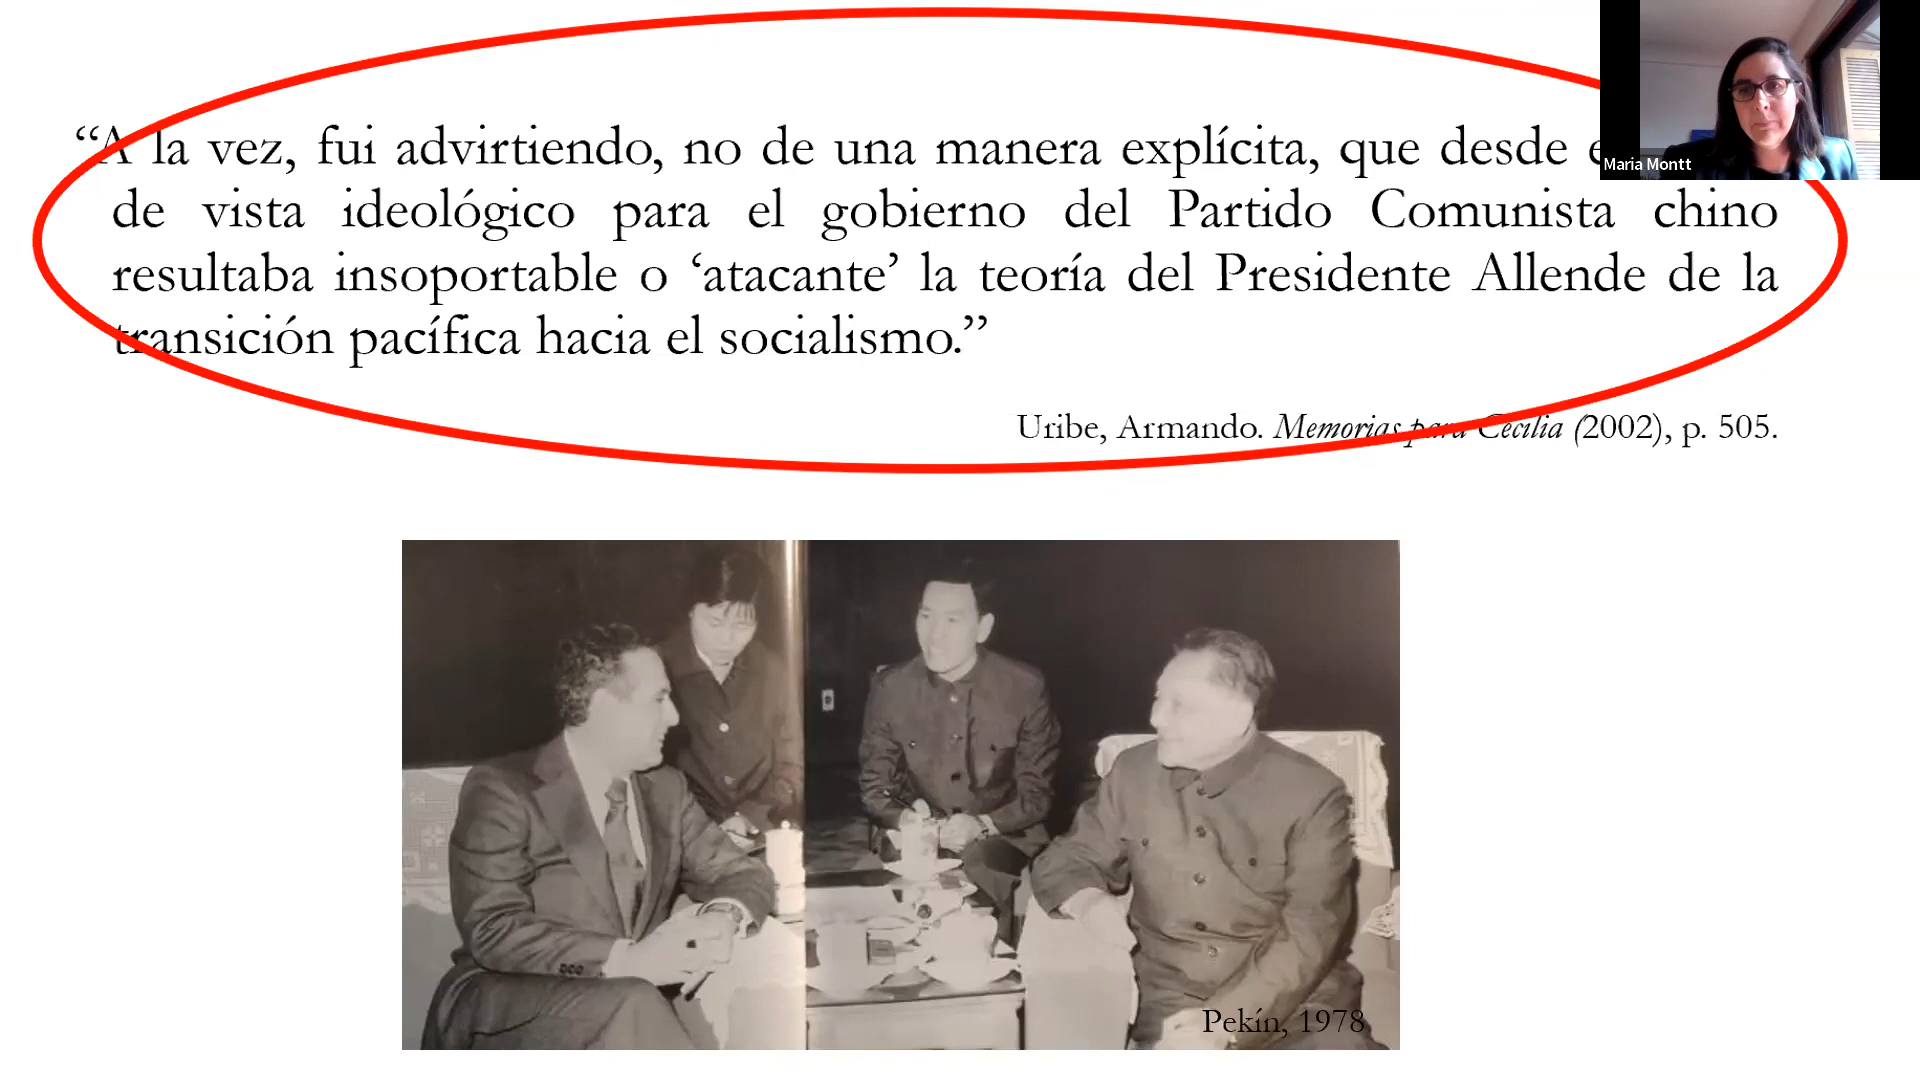 “A la vez, fui advirtiendo, no de una manera explícita, que desde
de vista ideológico para el gobierno del Partido Comunista chino
resultaba insoportable o ‘atacante’ la teoría del Presidente Allende de la
transición pacífica hacia el socialismo.”
Uribe, Armando. Memorias para Cecilia (2002), p. 505.
Maria Montt
Pekín, 1978